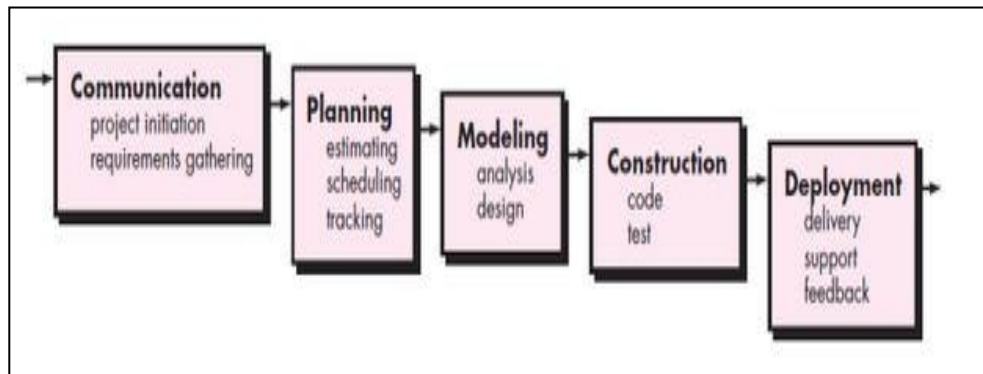 Communication
project initiation
requirements gathering
Planning
estimating
scheduling
tracking
Modeling
analysis
design
Construction
code
test
Deployment
delivery
support
feedback